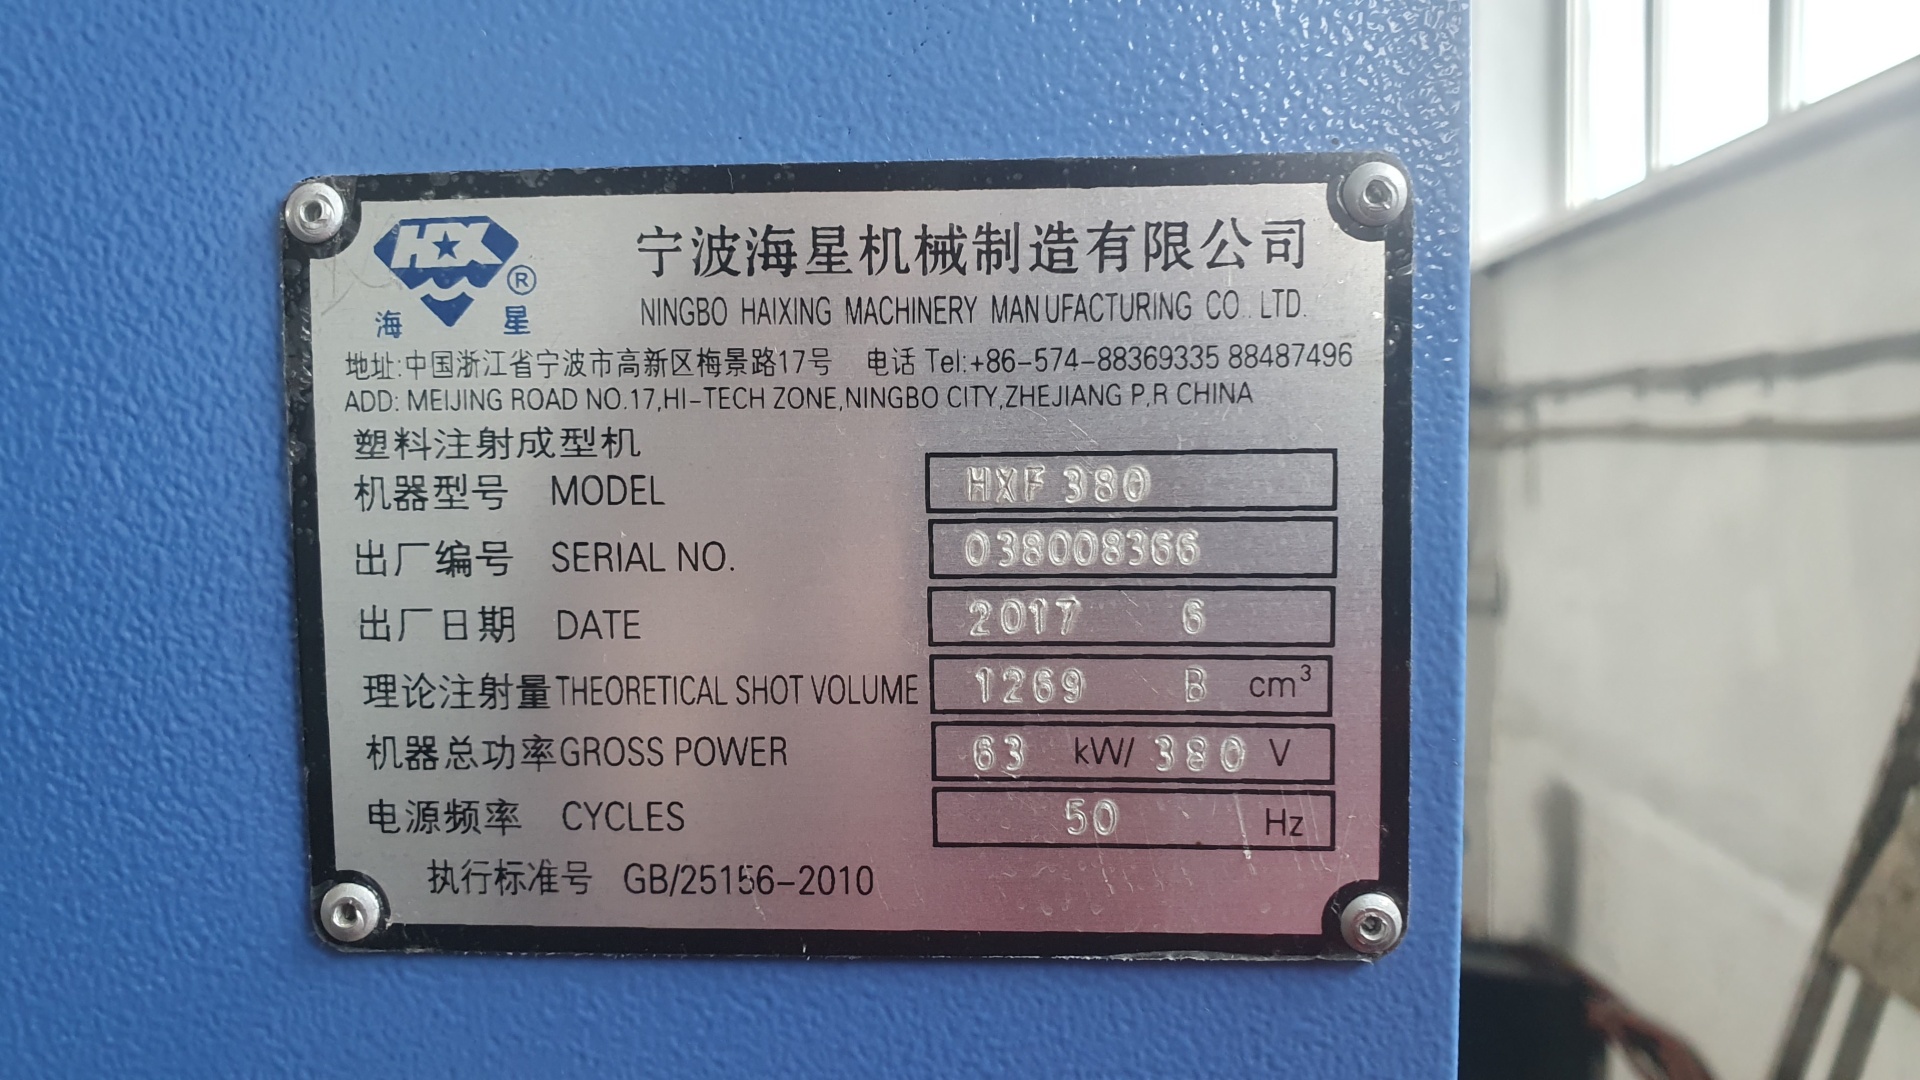 HX ®
海 星
宁波海星机械制造有限公司
NINGBO HAIXING MACHINERY MANUFACTURING CO., LTD.
地址:中国浙江省宁波市高新区梅景路17号 电话 Tel:+86-574-88369335 88487496
ADD: MEIJING ROAD NO.17,HI-TECH ZONE,NINGBO CITY,ZHEJIANG P,R CHINA
塑料注射成型机
机器型号 MODEL HXF 380
出厂编号 SERIAL NO. 038008366
出厂日期 DATE 2017 6
理论注射量 THEORETICAL SHOT VOLUME 1269 B cm³
机器总功率 GROSS POWER 63 kW/ 380 V
电源频率 CYCLES 50 Hz
执行标准号 GB/25156-2010